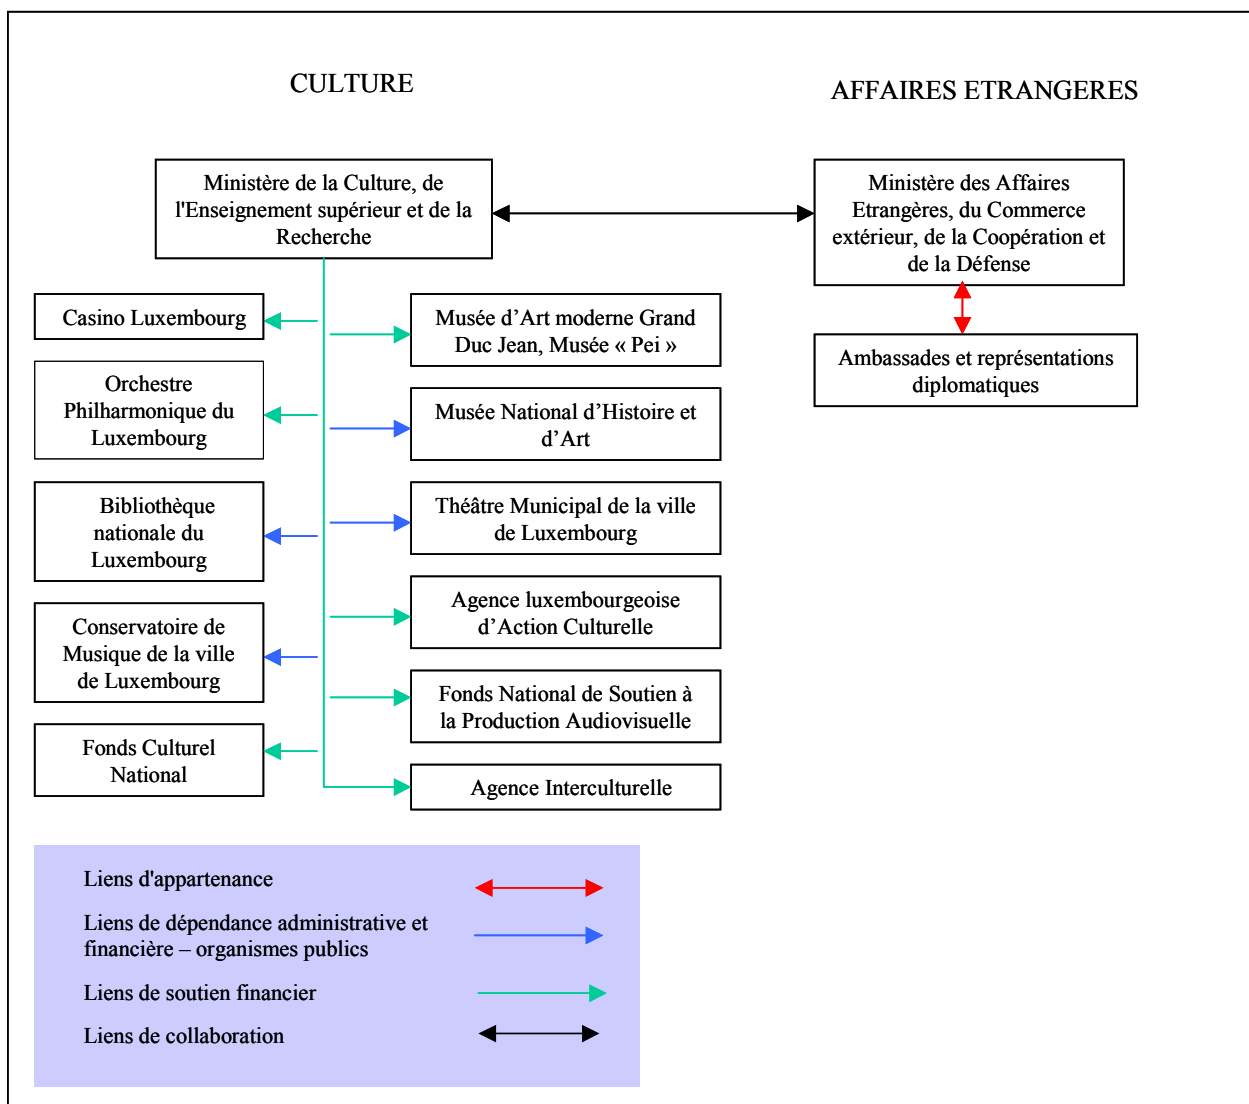 CULTURE
AFFAIRES ETRANGERES
Ministère de la Culture, de
l'Enseignement supérieur et de la
Recherche
Ministère des Affaires
Etrangères, du Commerce
extérieur, de la Coopération et
de la Défense
Ambassades et représentations
diplomatiques
Casino Luxembourg
Orchestre
Philharmonique du
Luxembourg
Bibliothèque
nationale du
Luxembourg
Conservatoire de
Musique de la ville
de Luxembourg
Fonds Culturel
National
Musée d’Art moderne Grand
Duc Jean, Musée « Pei »
Musée National d’Histoire et
d’Art
Théâtre Municipal de la ville
de Luxembourg
Agence luxembourgeoise
d’Action Culturelle
Fonds National de Soutien à
la Production Audiovisuelle
Agence Interculturelle
Liens d'appartenance
Liens de dépendance administrative et
financière – organismes publics
Liens de soutien financier
Liens de collaboration